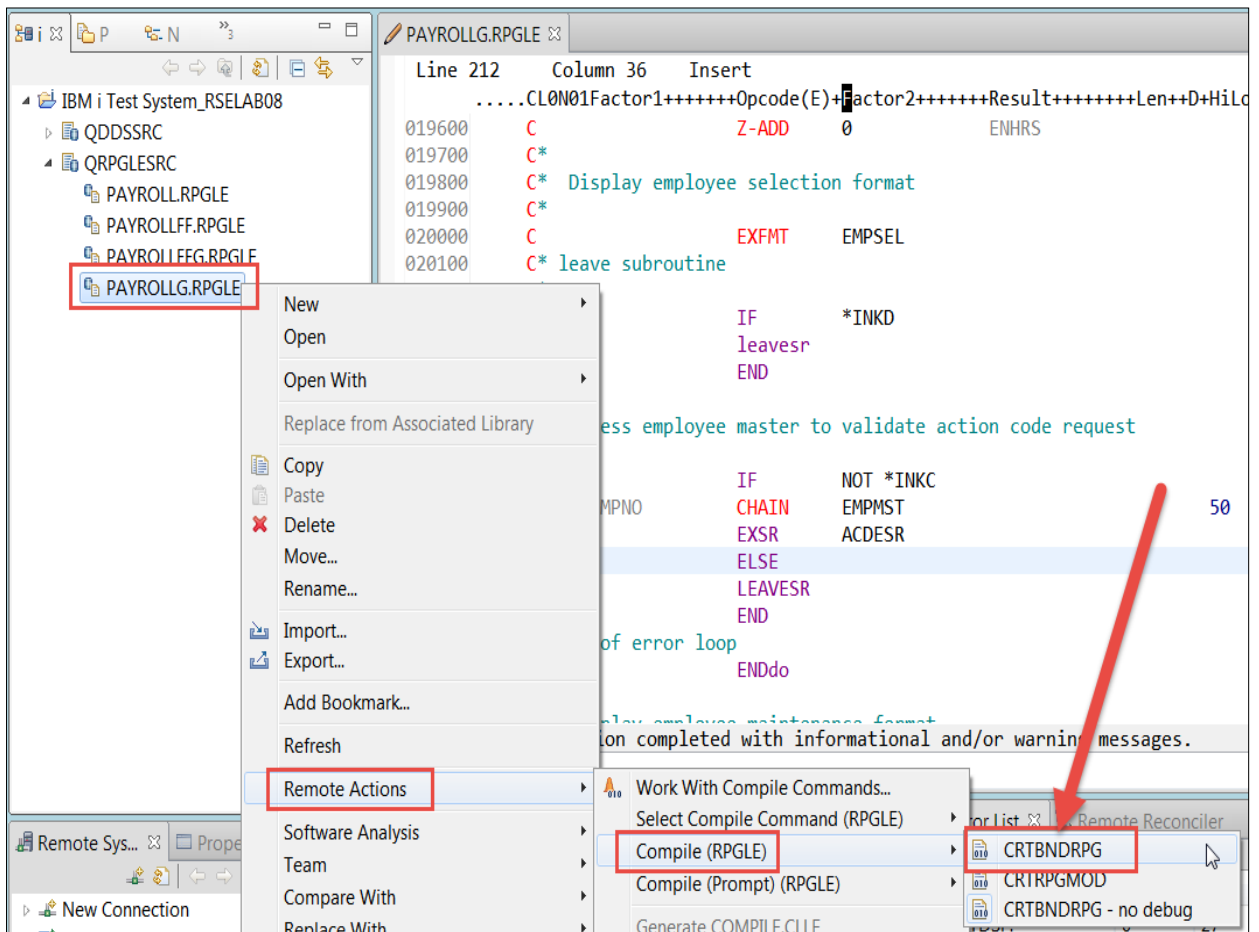 i P N »3
PAYROLLG.RPGLE
Line 212 Column 36 Insert
.....CL0N01Factor1+++++++Opcode(E)+Factor2+++++++Result++++++++Len++D+HiLo
IBM i Test System_RSELAB08
QDDSSRC
QRPGLESRC
PAYROLL.RPGLE
PAYROLLFF.RPGLE
PAYROLLFFG.RPGLE
PAYROLLG.RPGLE
019600 C Z-ADD 0 ENHRS
019700 C*
019800 C* Display employee selection format
019900 C*
020000 C EXFMT EMPSEL
020100 C* leave subroutine
IF *INKD
leavesr
END
ess employee master to validate action code request
IF NOT *INKC
MPNO CHAIN EMPMST 50
EXSR ACDESR
ELSE
LEAVESR
END
of error loop
ENDdo
play employee maintenance format
ion completed with informational and/or warning messages.
New
Open
Open With
Replace from Associated Library
Copy
Paste
Delete
Move...
Rename...
Import...
Export...
Add Bookmark...
Refresh
Remote Actions
Software Analysis
Team
Compare With
Replace With
Work With Compile Commands...
Select Compile Command (RPGLE)
Compile (RPGLE)
Compile (Prompt) (RPGLE)
Generate COMPILE.CLLE
ror List Remote Reconciler
CRTBNDRPG
CRTRPGMOD
CRTBNDRPG - no debug
Remote Sys... Prope
New Connection